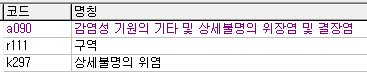 코드 명칭
a090 감염성 기원의 기타 및 상세불명의 위장염 및 결장염
r111 구역
k297 상세불명의 위염